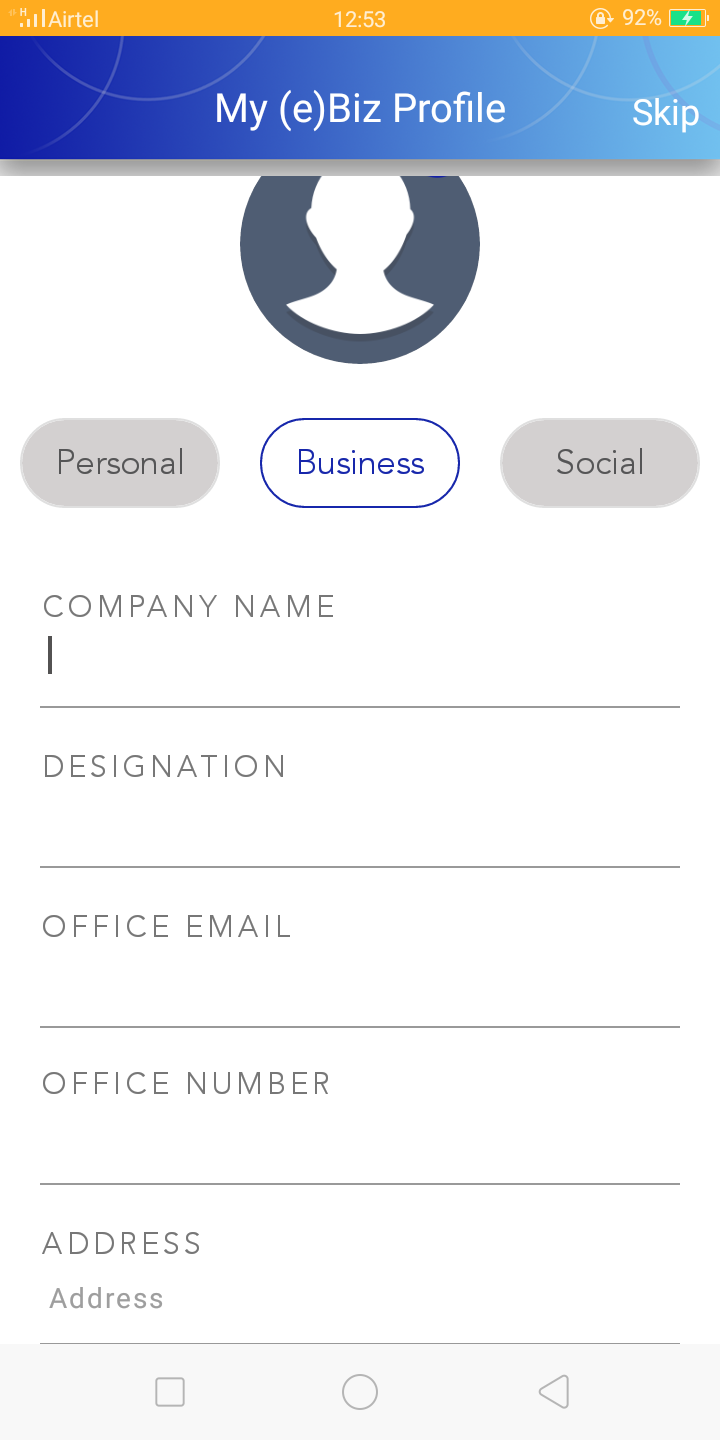 H Airtel 12:53 92%
My (e)Biz Profile
Skip
Personal Business Social
COMPANY NAME
DESIGNATION
OFFICE EMAIL
OFFICE NUMBER
ADDRESS
Address